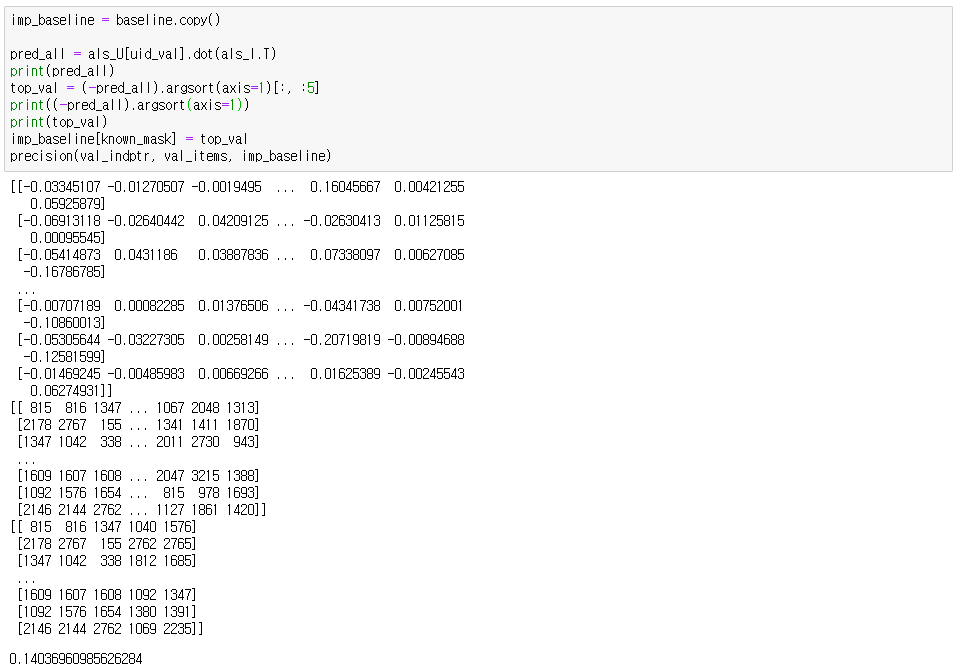 imp_baseline = baseline.copy()
pred_all = als_U[uid_val].dot(als_I.T)
print(pred_all)
top_val = (-pred_all).argsort(axis=1)[:, :5]
print((-pred_all).argsort(axis=1))
print(top_val)
imp_baseline[known_mask] = top_val
precision(val_indptr, val_items, imp_baseline)
[[-0.03345107 -0.01270507 -0.0019495 ... 0.16045667 0.00421255
0.05925879]
[-0.06913118 -0.02640442 0.04209125 ... -0.02630413 0.01125815
0.00095545]
[-0.05414873 0.0431186 0.03887836 ... 0.07338097 0.00627085
-0.16786785]
...
[-0.00707189 0.00082285 0.01376506 ... -0.04341738 0.00752001
-0.10860013]
[-0.05305644 -0.03227305 0.00258149 ... -0.20719819 -0.00894688
-0.12581599]
[-0.01469245 -0.00485983 0.00669266 ... 0.01625389 -0.00245543
0.06274931]]
[[ 815 816 1347 ... 1067 2048 1313]
[2178 2767 155 ... 1341 1411 1870]
[1347 1042 338 ... 2011 2730 943]
...
[1609 1607 1608 ... 2047 3215 1388]
[1092 1576 1654 ... 815 978 1693]
[2146 2144 2762 ... 1127 1861 1420]]
[[ 815 816 1347 1040 1576]
[2178 2767 155 2762 2765]
[1347 1042 338 1812 1685]
...
[1609 1607 1608 1092 1347]
[1092 1576 1654 1380 1391]
[2146 2144 2762 1069 2235]]
0.14036960985626284